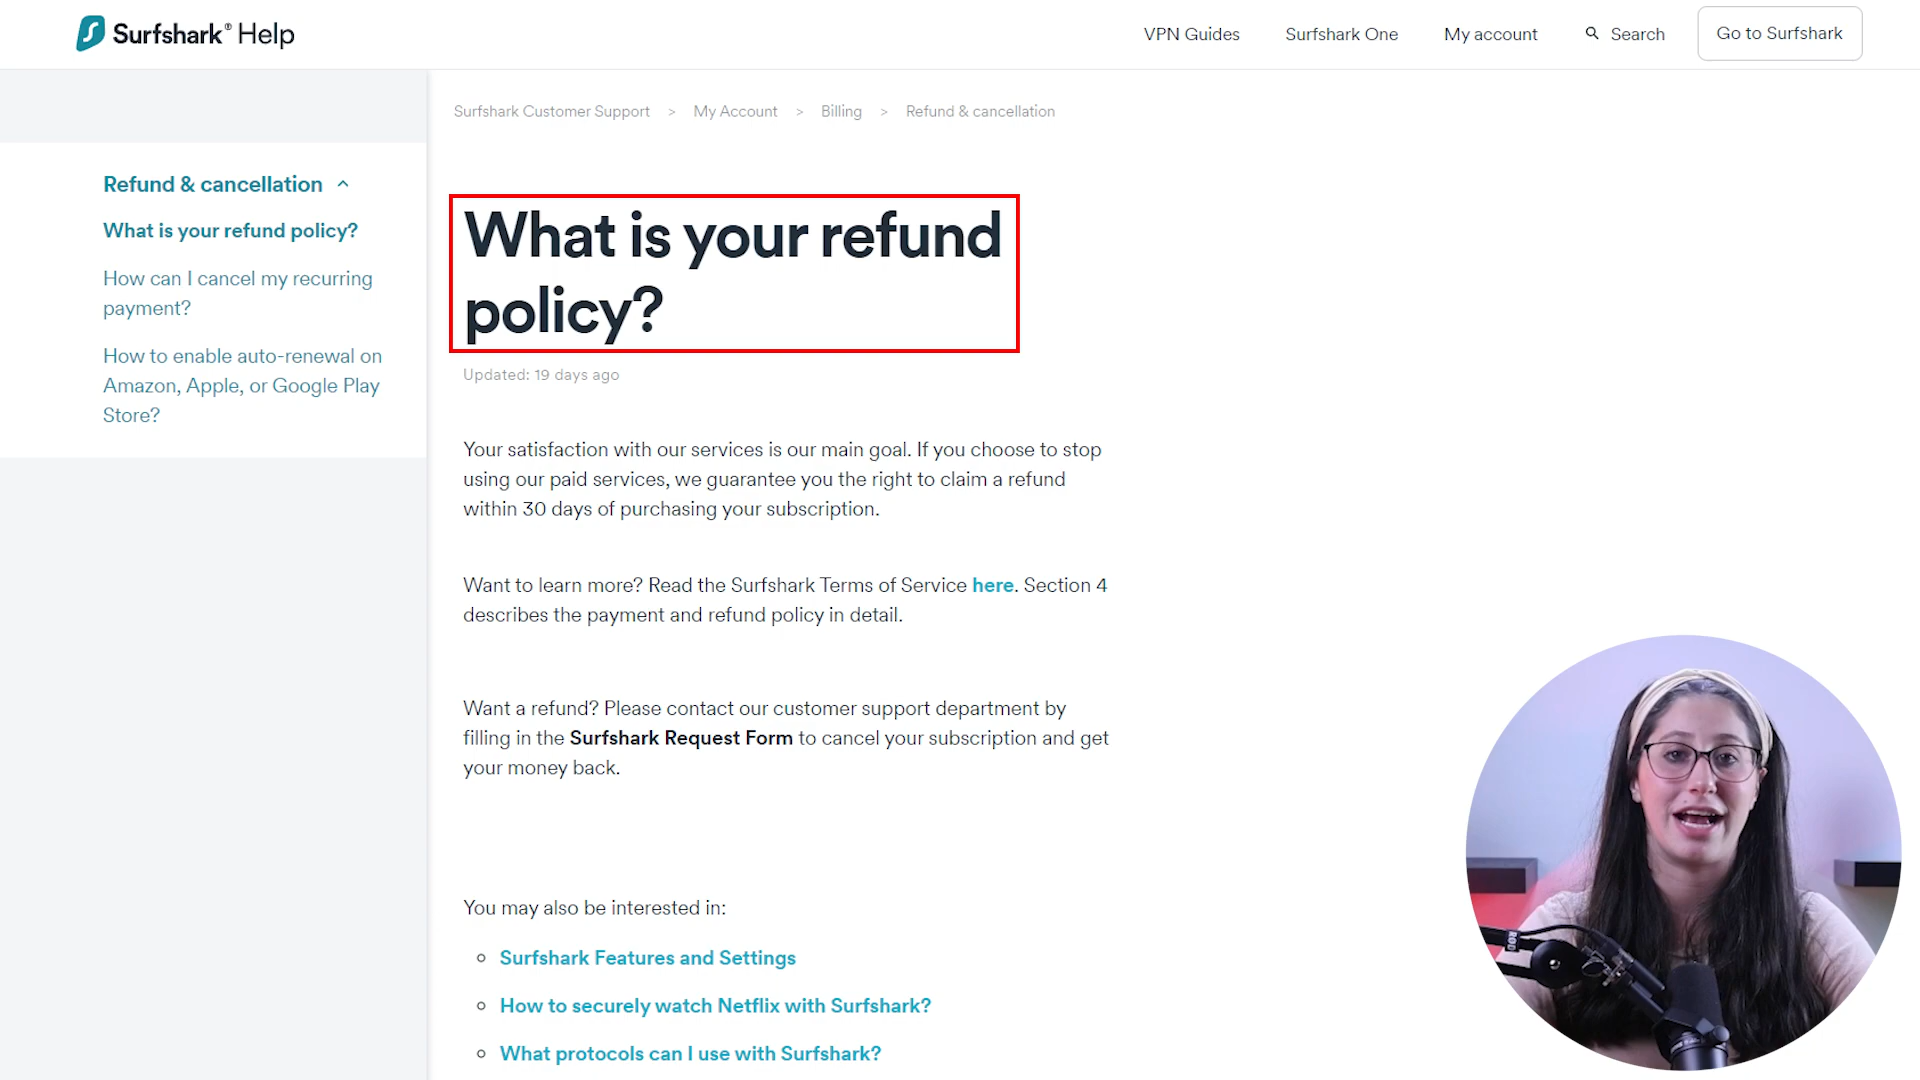 Surfshark® Help
VPN Guides
Surfshark One
My account
Search
Go to Surfshark
Surfshark Customer Support > My Account > Billing > Refund & cancellation
Refund & cancellation
What is your refund policy?
How can I cancel my recurring
payment?
How to enable auto-renewal on
Amazon, Apple, or Google Play
Store?
What is your refund
policy?
Updated: 19 days ago
Your satisfaction with our services is our main goal. If you choose to stop
using our paid services, we guarantee you the right to claim a refund
within 30 days of purchasing your subscription.
Want to learn more? Read the Surfshark Terms of Service here. Section 4
describes the payment and refund policy in detail.
Want a refund? Please contact our customer support department by
filling in the Surfshark Request Form to cancel your subscription and get
your money back.
You may also be interested in:
Surfshark Features and Settings
How to securely watch Netflix with Surfshark?
What protocols can I use with Surfshark?